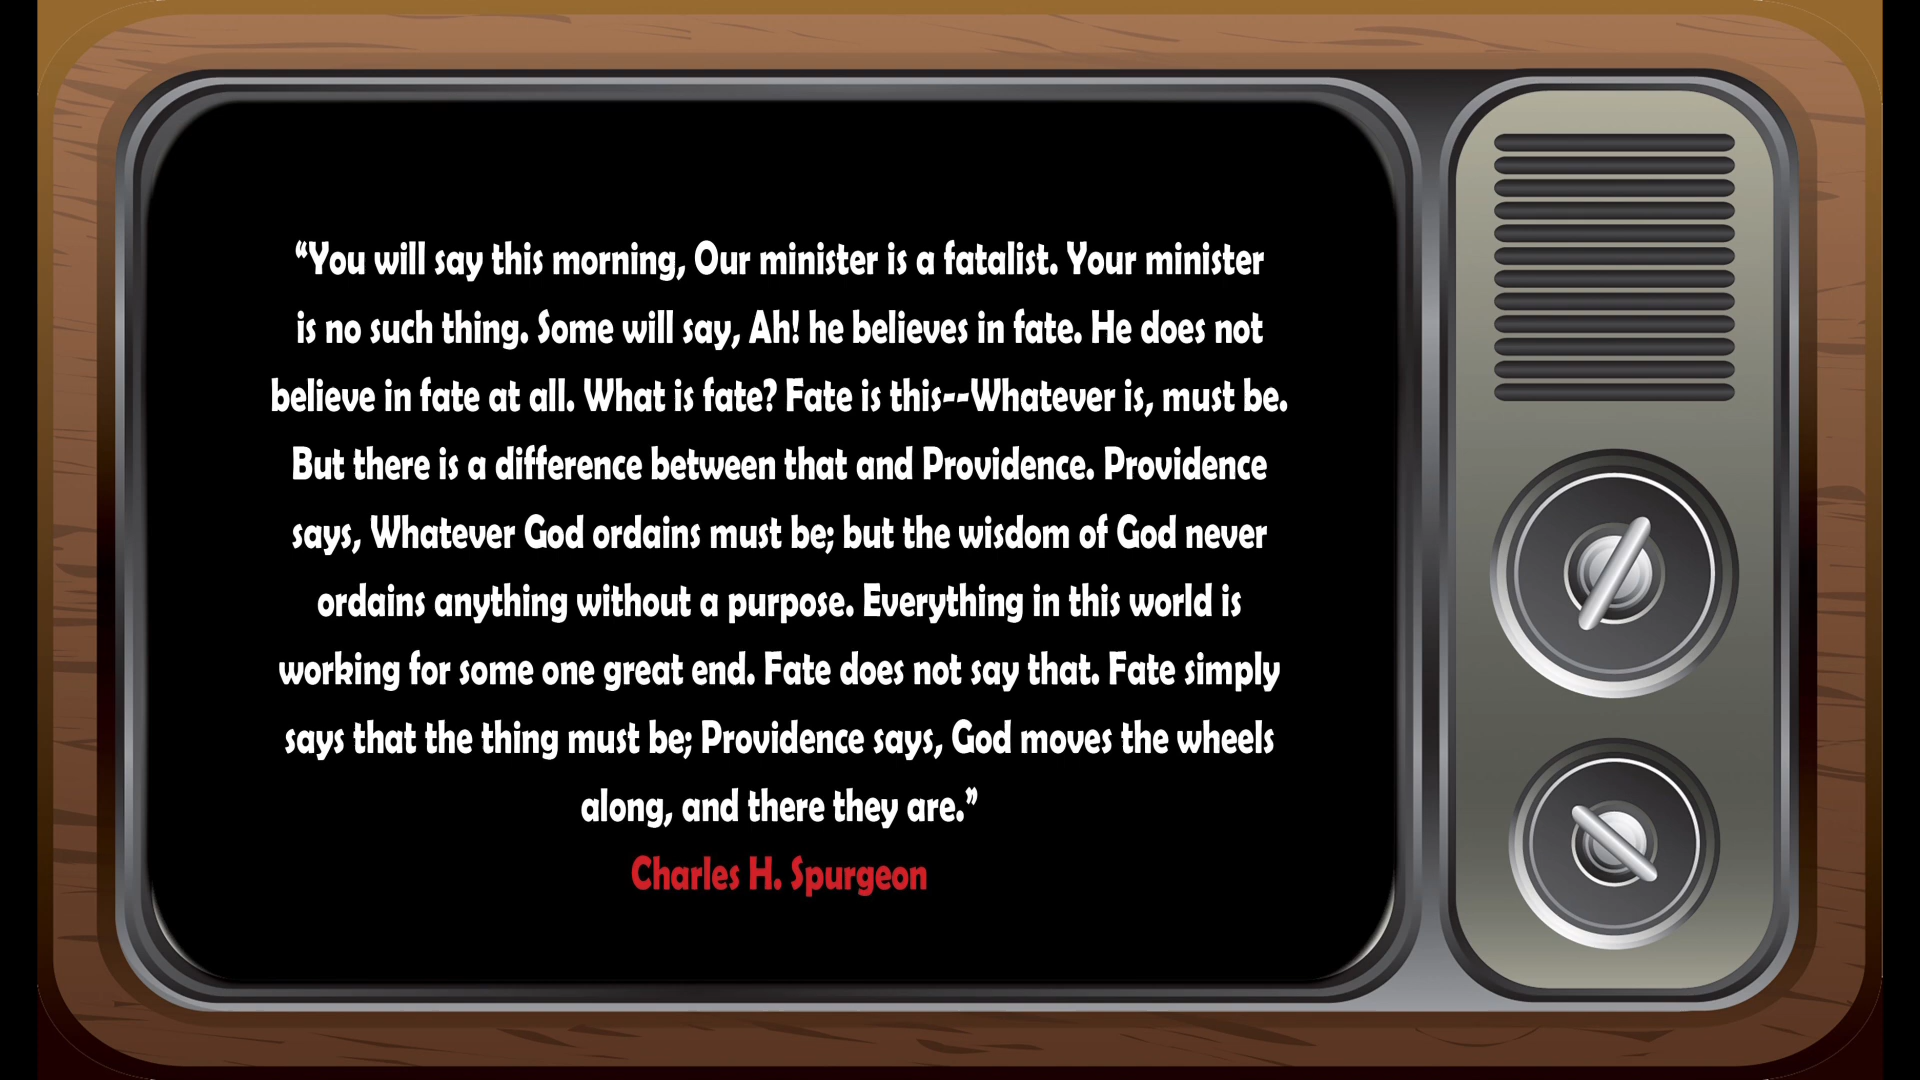 “You will say this morning, Our minister is a fatalist. Your minister
is no such thing. Some will say, Ah! he believes in fate. He does not
believe in fate at all. What is fate? Fate is this--Whatever is, must be.
But there is a difference between that and Providence. Providence
says, Whatever God ordains must be; but the wisdom of God never
ordains anything without a purpose. Everything in this world is
working for some one great end. Fate does not say that. Fate simply
says that the thing must be; Providence says, God moves the wheels
along, and there they are.”
Charles H. Spurgeon